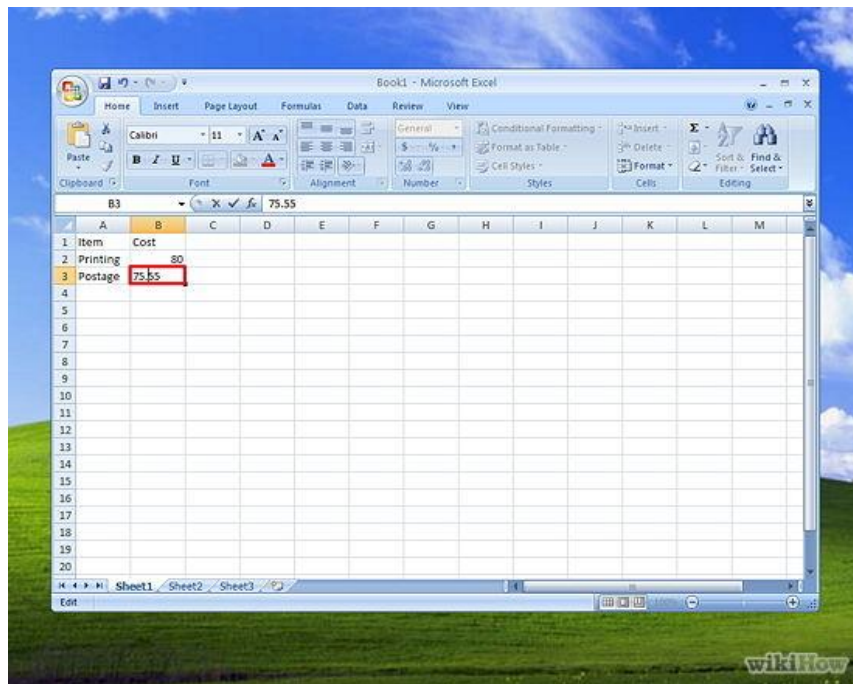 Book1 - Microsoft Excel
Home Insert Page Layout Formulas Data Review View
Paste
Clipboard
Calibri 11 A A
B I U A
Font
Alignment
General
$ % ,
Number
Conditional Formatting
Format as Table
Cell Styles
Styles
Insert
Delete
Format
Cells
Σ
Sort & Filter
Find & Select
Editing
B3 fx 75.55
A B C D E F G H I J K L M
1 Item Cost
2 Printing 80
3 Postage 75.55
4
5
6
7
8
9
10
11
12
13
14
15
16
17
18
19
20
Sheet1 Sheet2 Sheet3
Edit 100%
wikiHow